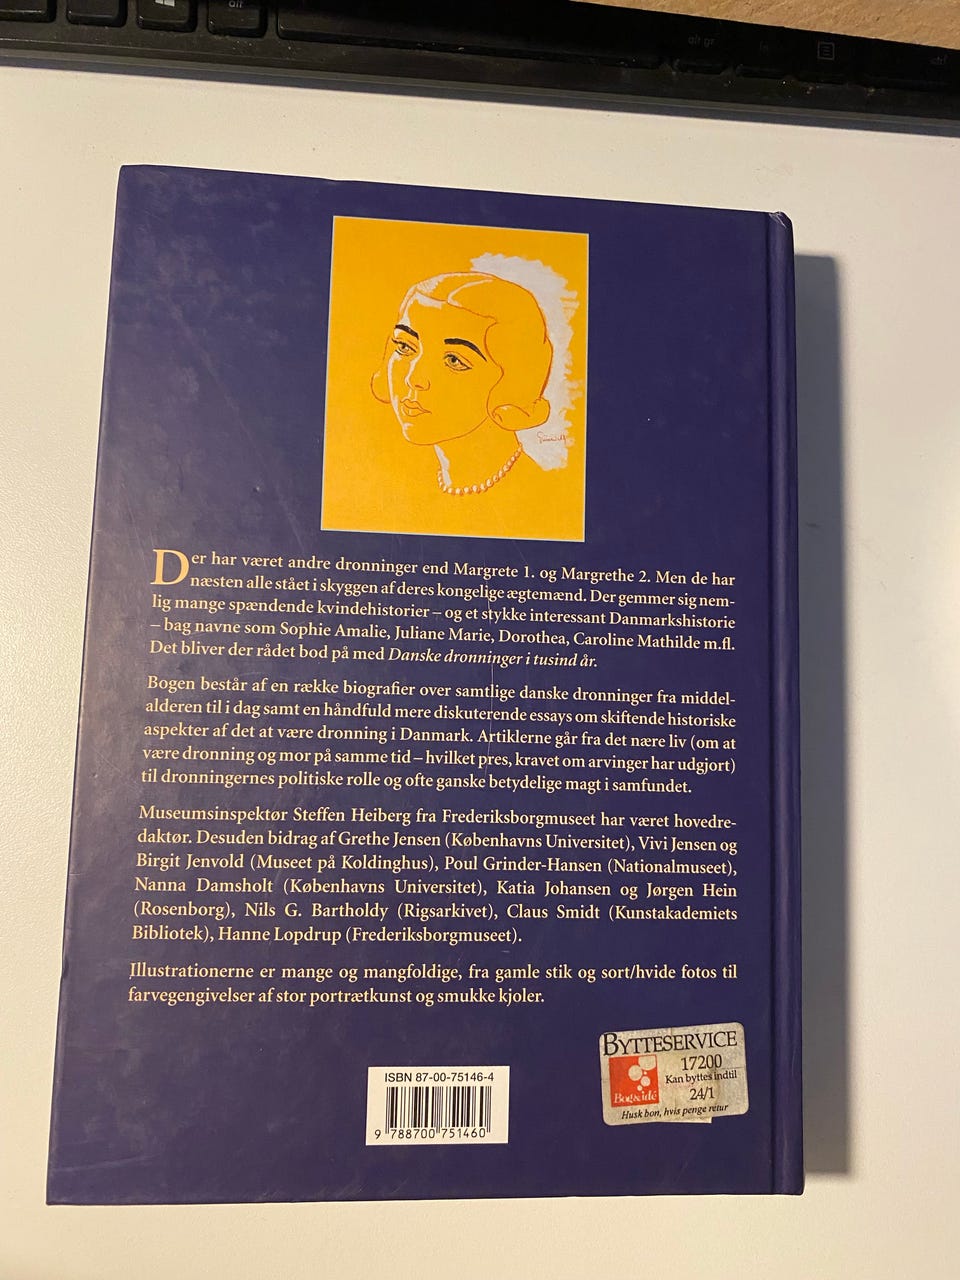 alt
alt gr
ctrl
Der har været andre dronninger end Margrete 1. og Margrethe 2. Men de har
næsten alle stået i skyggen af deres kongelige ægtemænd. Der gemmer sig nem-
lig mange spændende kvindehistorier – og et stykke interessant Danmarkshistorie
– bag navne som Sophie Amalie, Juliane Marie, Dorothea, Caroline Mathilde m.fl.
Det bliver der rådet bod på med Danske dronninger i tusind år.
Bogen består af en række biografier over samtlige danske dronninger fra middel-
alderen til i dag samt en håndfuld mere diskuterende essays om skiftende historiske
aspekter af det at være dronning i Danmark. Artiklerne går fra det nære liv (om at
være dronning og mor på samme tid – hvilket pres, kravet om arvinger har udgjort)
til dronningernes politiske rolle og ofte ganske betydelige magt i samfundet.
Museumsinspektør Steffen Heiberg fra Frederiksborgmuseet har været hovedre-
daktør. Desuden bidrag af Grethe Jensen (Københavns Universitet), Vivi Jensen og
Birgit Jenvold (Museet på Koldinghus), Poul Grinder-Hansen (Nationalmuseet),
Nanna Damsholt (Københavns Universitet), Katia Johansen og Jørgen Hein
(Rosenborg), Nils G. Bartholdy (Rigsarkivet), Claus Smidt (Kunstakademiets
Bibliotek), Hanne Lopdrup (Frederiksborgmuseet).
Illustrationerne er mange og mangfoldige, fra gamle stik og sort/hvide fotos til
farvegengivelser af stor portrætkunst og smukke kjoler.
ISBN 87-00-75146-4
9 788700 751460
BYTTESERVICE
17200
Kan byttes indtil
24/1
Bog & idé
Husk bon, hvis penge retur